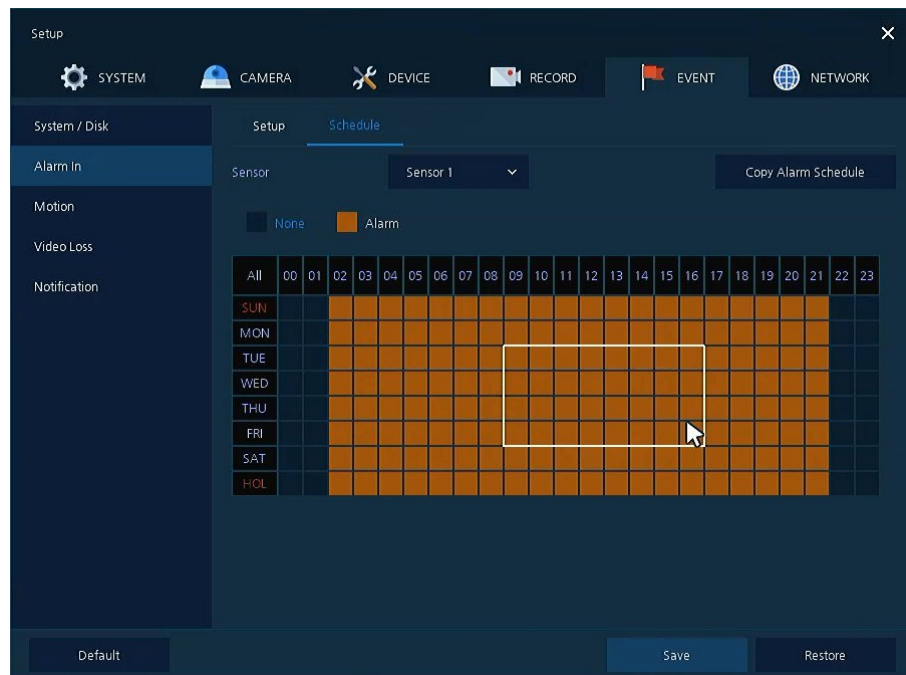 Setup
SYSTEM CAMERA DEVICE RECORD EVENT NETWORK
System / Disk
Alarm In
Motion
Video Loss
Notification
Setup Schedule
Sensor Sensor 1 Copy Alarm Schedule
None Alarm
All 00 01 02 03 04 05 06 07 08 09 10 11 12 13 14 15 16 17 18 19 20 21 22 23
SUN
MON
TUE
WED
THU
FRI
SAT
HOL
Default Save Restore